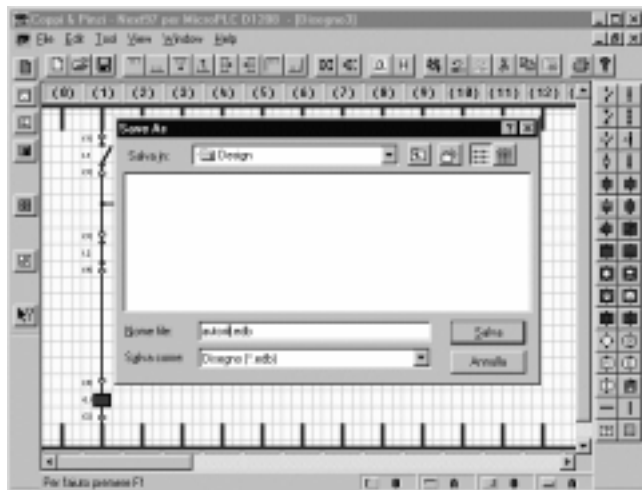 Coppi & Pinzi - Next97 per MicroPLC D1200 - [Disegno3]
File Edit Tool View Window Help
(0) (1) (2) (3) (4) (5) (6) (7) (8) (9) (10) (11) (12) (
Save As
Salva in:
Design
Nome file:
.edb
Salva
Salva come
Disegno (*.edb)
Annulla
Per l'aiuto premere F1